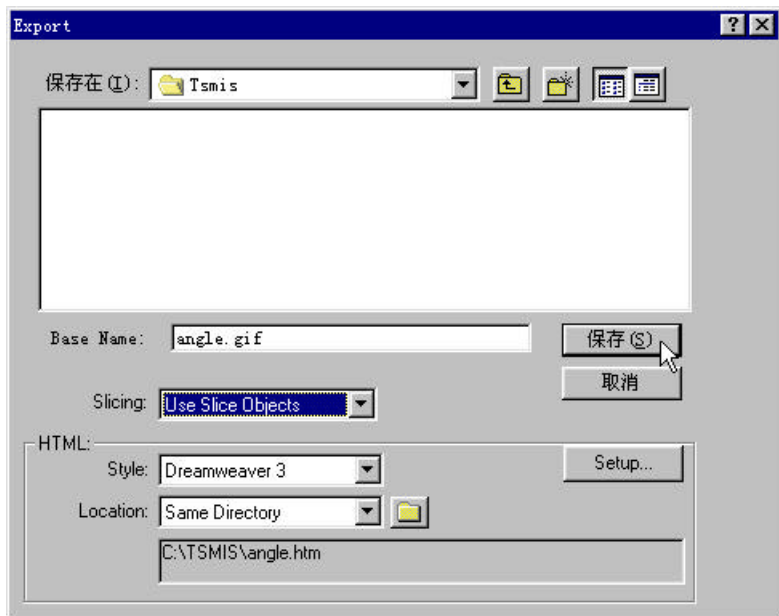 Export
保存在(I): Tsmis
Base Name: angle.gif
保存(S)
取消
Slicing: Use Slice Objects
HTML:
Style: Dreamweaver 3
Setup...
Location: Same Directory
C:\TSMIS\angle.htm